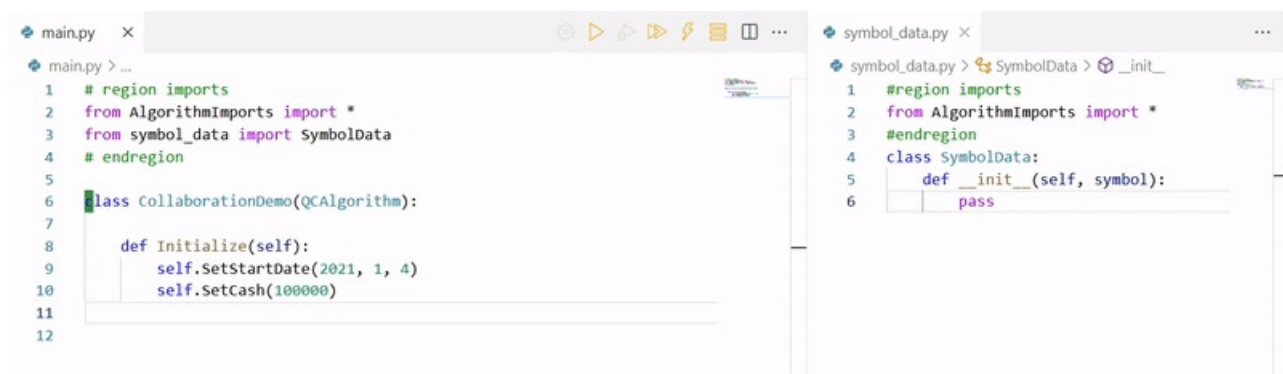 main.py
main.py > ...
1 # region imports
2 from AlgorithmImports import *
3 from symbol_data import SymbolData
4 # endregion
5
6 class CollaborationDemo(QCAlgorithm):
7
8     def Initialize(self):
9         self.SetStartDate(2021, 1, 4)
10         self.SetCash(100000)
11
12
symbol_data.py
symbol_data.py > SymbolData > __init__
1 #region imports
2 from AlgorithmImports import *
3 #endregion
4 class SymbolData:
5     def __init__(self, symbol):
6         pass